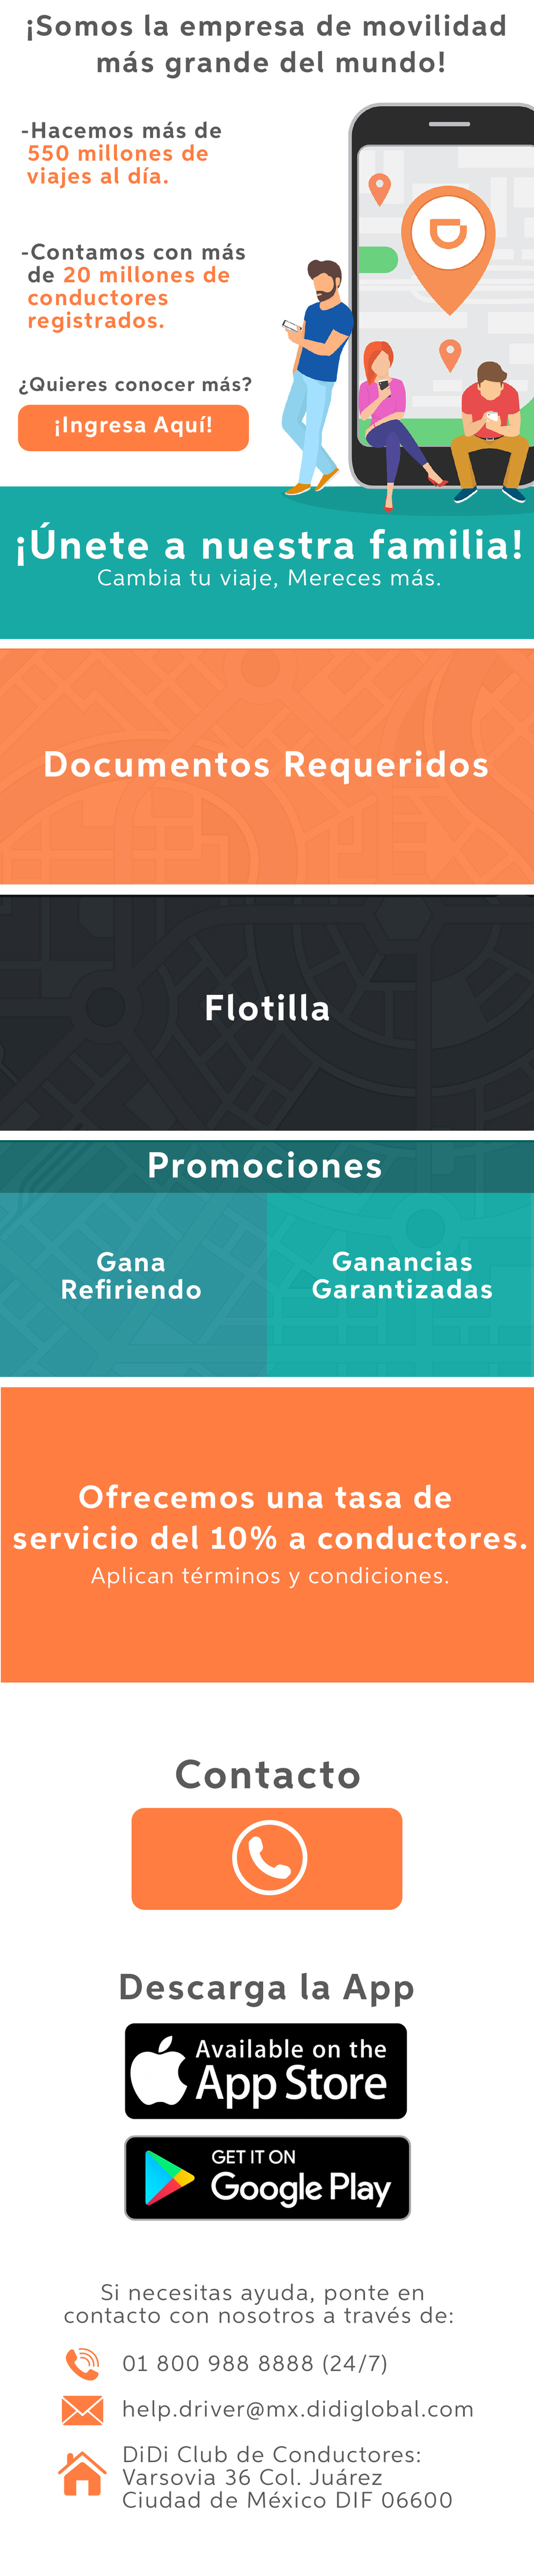 ¡Somos la empresa de movilidad
más grande del mundo!
-Hacemos más de
550 millones de
viajes al día.
-Contamos con más
de 20 millones de
conductores
registrados.
¿Quieres conocer más?
¡Ingresa Aquí!
¡Únete a nuestra familia!
Cambia tu viaje, Mereces más.
Documentos Requeridos
Flotilla
Promociones
Gana
Refiriendo
Ganancias
Garantizadas
Ofrecemos una tasa de
servicio del 10% a conductores.
Aplican términos y condiciones.
Contacto
Descarga la App
Available on the
App Store
GET IT ON
Google Play
Si necesitas ayuda, ponte en
contacto con nosotros a través de:
01 800 988 8888 (24/7)
help.driver@mx.didiglobal.com
DiDi Club de Conductores:
Varsovia 36 Col. Juárez
Ciudad de México DIF 06600